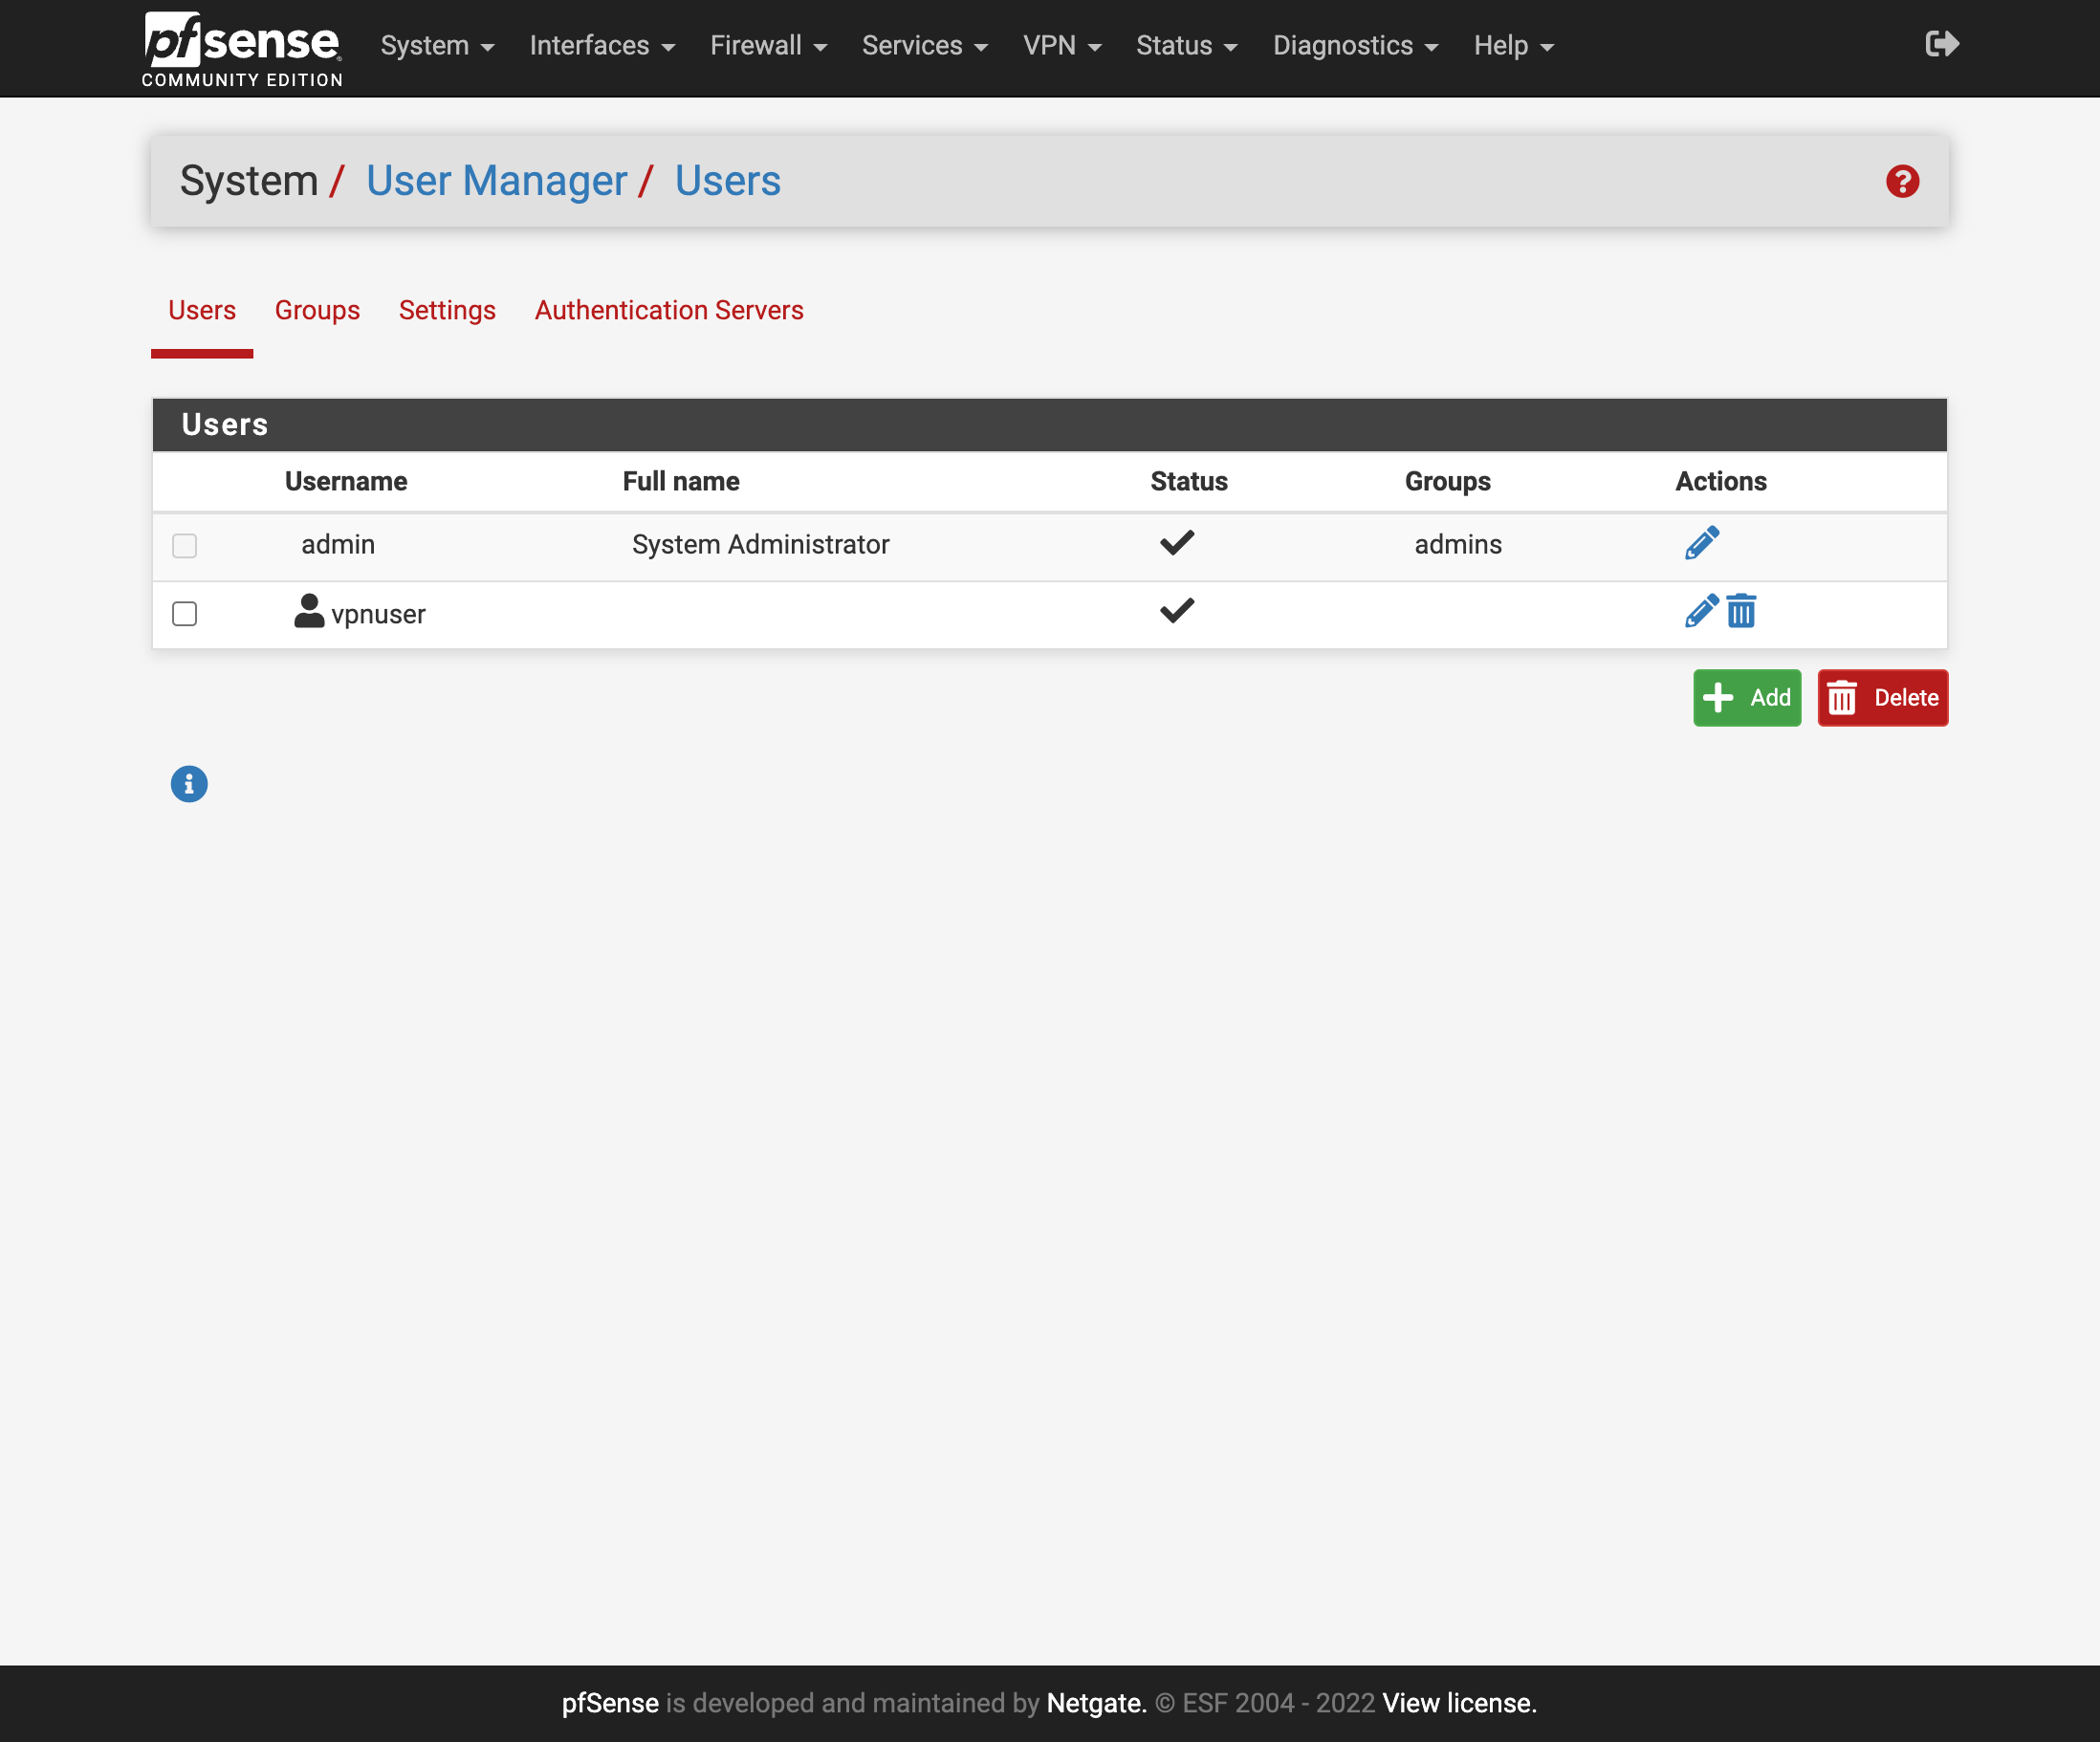 pfsense
COMMUNITY EDITION
System Interfaces Firewall Services VPN Status Diagnostics Help
System / User Manager / Users
Users Groups Settings Authentication Servers
Users
Username Full name Status Groups Actions
admin System Administrator admins
vpnuser
Add Delete
pfSense is developed and maintained by Netgate. © ESF 2004 - 2022 View license.